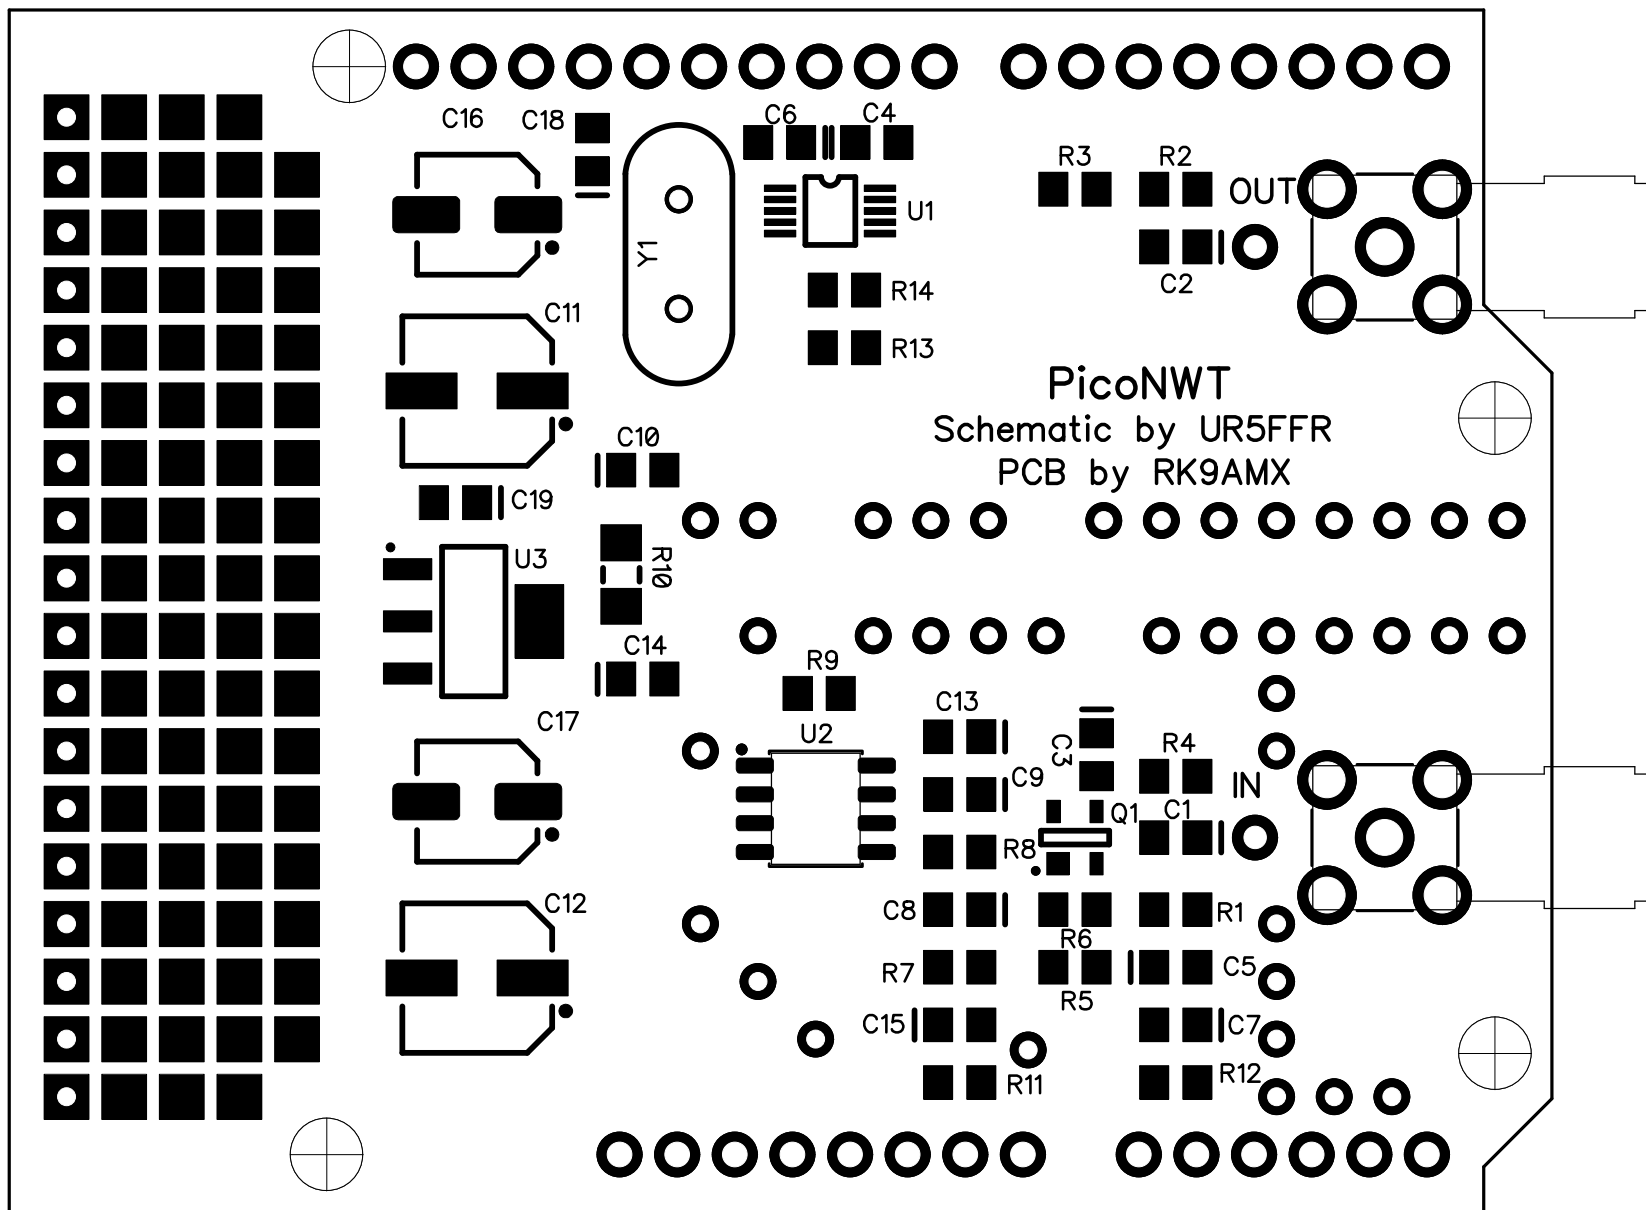 C16
C18
C6
C4
R3
R2
OUT
U1
Y1
C2
R14
C11
R13
PicoNWT
Schematic by UR5FFR
PCB by RK9AMX
C10
C19
U3
R10
C14
R9
C13
C17
U2
C3
R4
C9
IN
Q1
C1
R8
C12
C8
R1
R6
R7
C5
R5
C15
C7
R11
R12